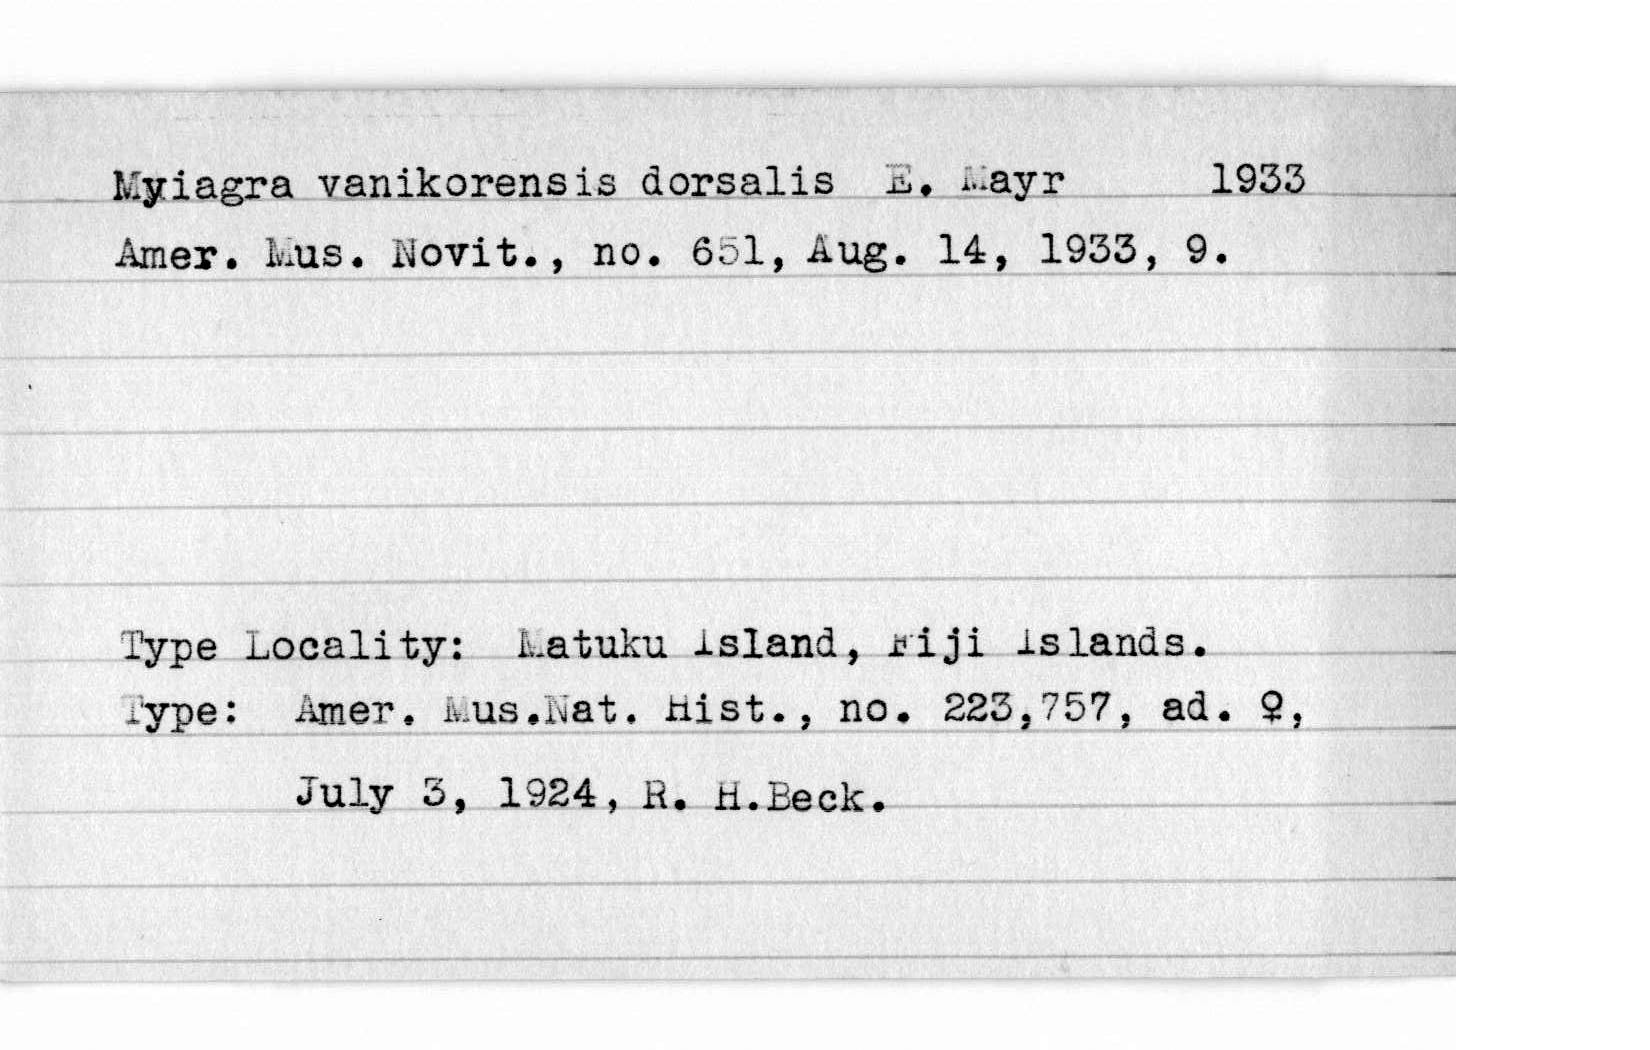 Myiagra vanikorensis dorsalis E. Mayr 1933
Amer. Mus. Novit., no. 651, Aug. 14, 1933, 9.
Type Locality: Matuku Island, Fiji Islands.
Type: Amer. Mus.Nat. Hist., no. 223,757, ad. ♀,
July 3, 1924, R. H.Beck.